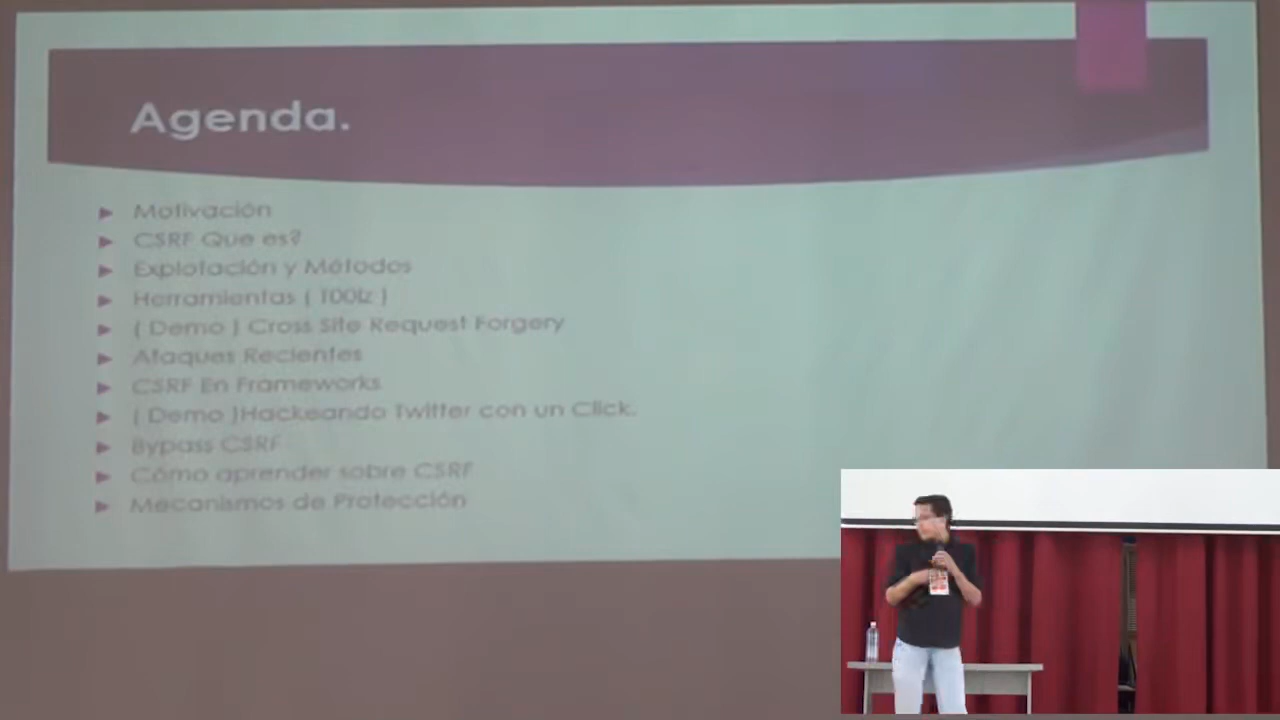 Agenda.
Motivación
CSRF Que es?
Explotación y Métodos
Herramientas ( T00lz )
( Demo ) Cross Site Request Forgery
Ataques Recientes
CSRF En Frameworks
( Demo )Hackeando Twitter con un Click.
Bypass CSRF
Cómo aprender sobre CSRF
Mecanismos de Protección